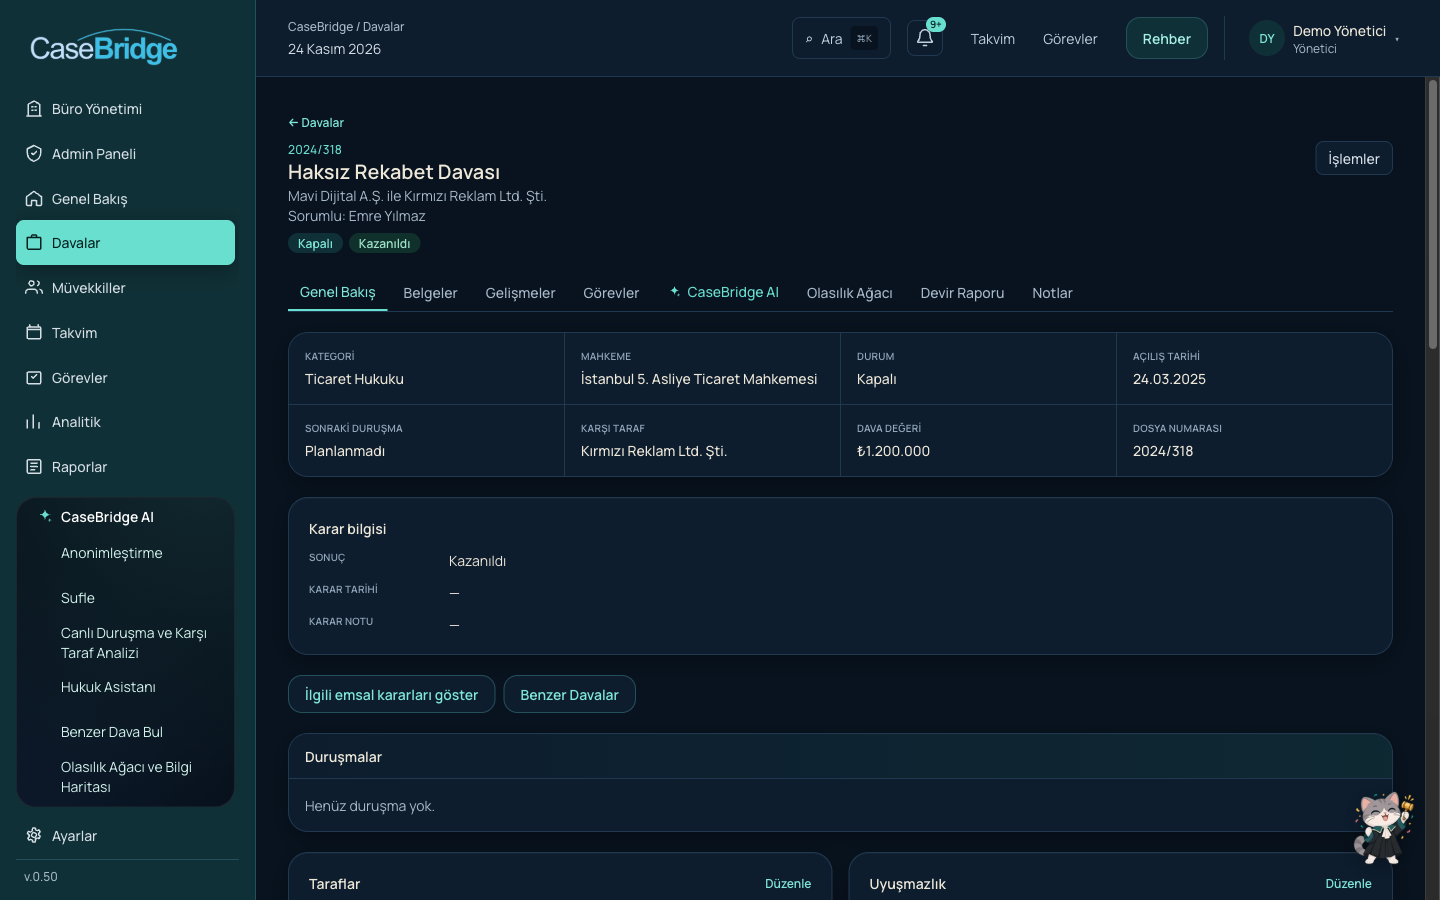 CaseBridge
Büro Yönetimi
Admin Paneli
Genel Bakış
Davalar
Müvekkiller
Takvim
Görevler
Analitik
Raporlar
CaseBridge AI
Anonimleştirme
Sufle
Canlı Duruşma ve Karşı
Taraf Analizi
Hukuk Asistanı
Benzer Dava Bul
Olasılık Ağacı ve Bilgi
Haritası
Ayarlar
v.0.50
CaseBridge / Davalar
24 Kasım 2026
Ara ⌘K
9+
Takvim
Görevler
Rehber
DY
Demo Yönetici
Yönetici
← Davalar
2024/318
Haksız Rekabet Davası
Mavi Dijital A.Ş. ile Kırmızı Reklam Ltd. Şti.
Sorumlu: Emre Yılmaz
Kapalı Kazanıldı
İşlemler
Genel Bakış Belgeler Gelişmeler Görevler CaseBridge AI Olasılık Ağacı Devir Raporu Notlar
KATEGORİ
Ticaret Hukuku
MAHKEME
İstanbul 5. Asliye Ticaret Mahkemesi
DURUM
Kapalı
AÇILIŞ TARİHİ
24.03.2025
SONRAKİ DURUŞMA
Planlanmadı
KARŞI TARAF
Kırmızı Reklam Ltd. Şti.
DAVA DEĞERİ
₺1.200.000
DOSYA NUMARASI
2024/318
Karar bilgisi
SONUÇ Kazanıldı
KARAR TARİHİ —
KARAR NOTU —
İlgili emsal kararları göster
Benzer Davalar
Duruşmalar
Henüz duruşma yok.
Taraflar Düzenle
Uyuşmazlık Düzenle